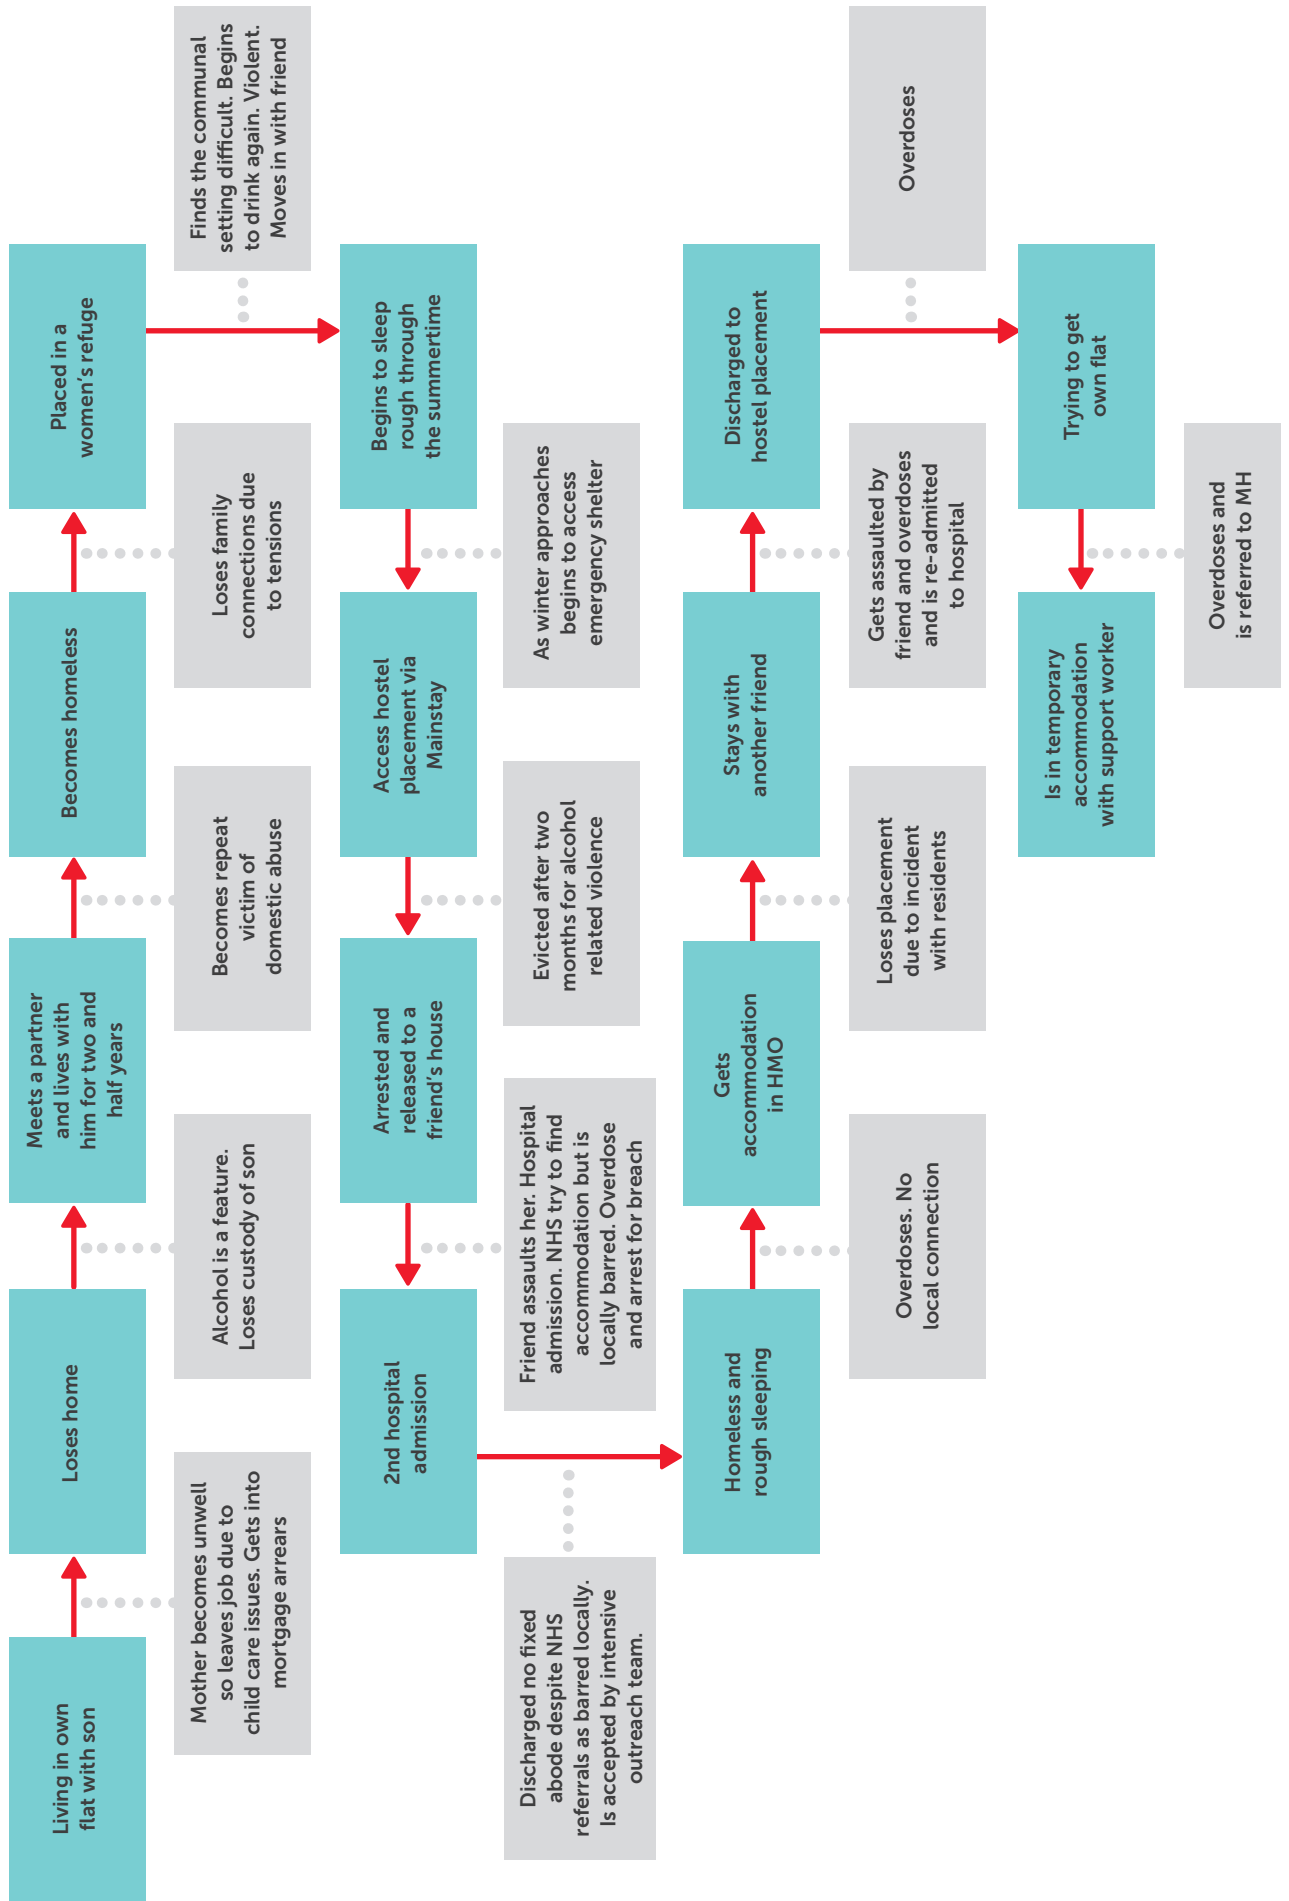 Living in own
flat with son
Mother becomes unwell
so leaves job due to
child care issues. Gets into
mortgage arrears
Loses home
Alcohol is a feature.
Loses custody of son
Meets a partner
and lives with
him for two and
half years
Becomes repeat
victim of
domestic abuse
Becomes homeless
Loses family
connections due
to tensions
Placed in a
women's refuge
Finds the communal
setting difficult. Begins
to drink again. Violent.
Moves in with friend
Begins to sleep
rough through
the summertime
As winter approaches
begins to access
emergency shelter
Access hostel
placement via
Mainstay
Evicted after two
months for alcohol
related violence
Arrested and
released to a
friend's house
Friend assaults her. Hospital
admission. NHS try to find
accommodation but is
locally barred. Overdose
and arrest for breach
2nd hospital
admission
Discharged no fixed
abode despite NHS
referrals as barred locally.
Is accepted by intensive
outreach team.
Homeless and
rough sleeping
Overdoses. No
local connection
Gets
accommodation
in HMO
Loses placement
due to incident
with residents
Stays with
another friend
Gets assaulted by
friend and overdoses
and is re-admitted
to hospital
Discharged to
hostel placement
Overdoses
Trying to get
own flat
Overdoses and
is referred to MH
Is in temporary
accommodation
with support worker